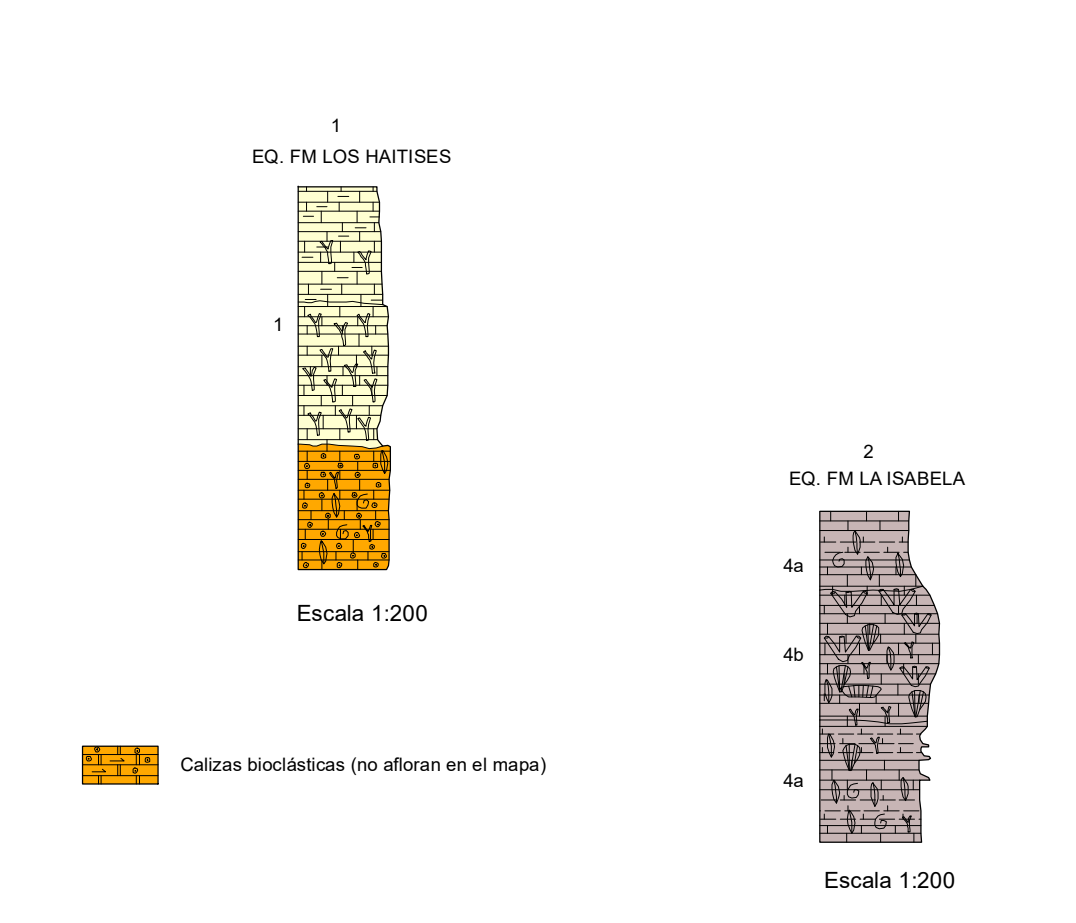 1
EQ. FM LOS HAITISES
1
Escala 1:200
2
EQ. FM LA ISABELA
4a
4b
4a
Escala 1:200
Calizas bioclásticas (no afloran en el mapa)